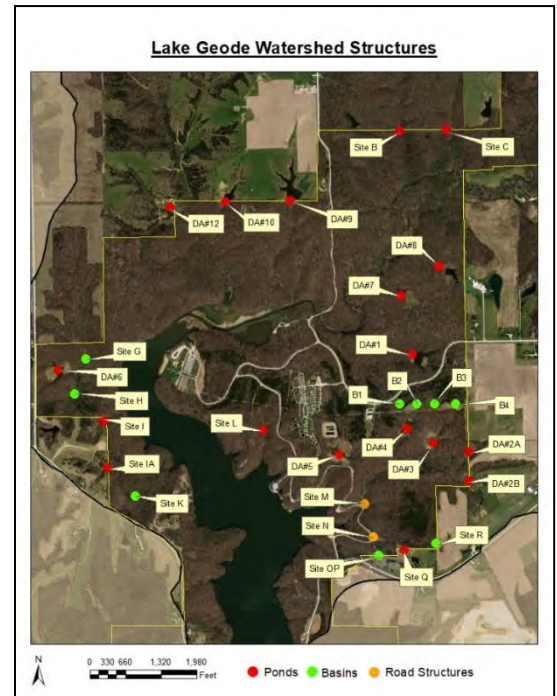 Lake Geode Watershed Structures
Site B
Site C
DA#12
DA#10
DA#9
DA#8
DA#7
DA#1
Site G
DA#6
B2
B3
Site H
B1
B4
Site I
Site L
DA#4
DA#3
DA#2A
Site IA
DA#5
DA#2B
Site K
Site M
Site N
Site R
Site OP
Site Q
N
0 330 660 1,320 1,980
Feet
Ponds Basins Road Structures